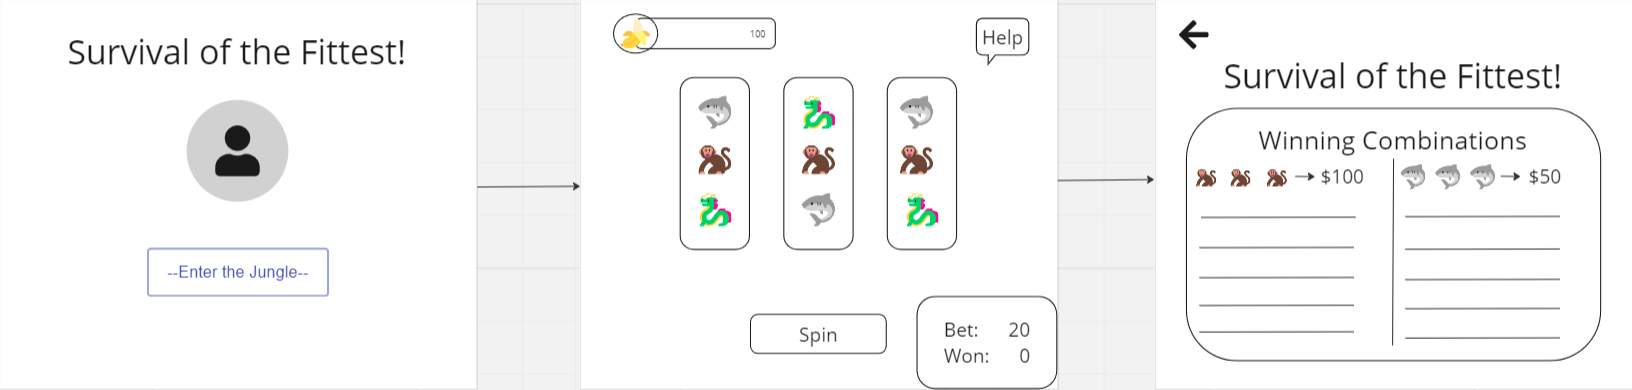 Survival of the Fittest!
--Enter the Jungle--
100
Help
Spin
Bet: 20
Won: 0
Survival of the Fittest!
Winning Combinations
$100
$50